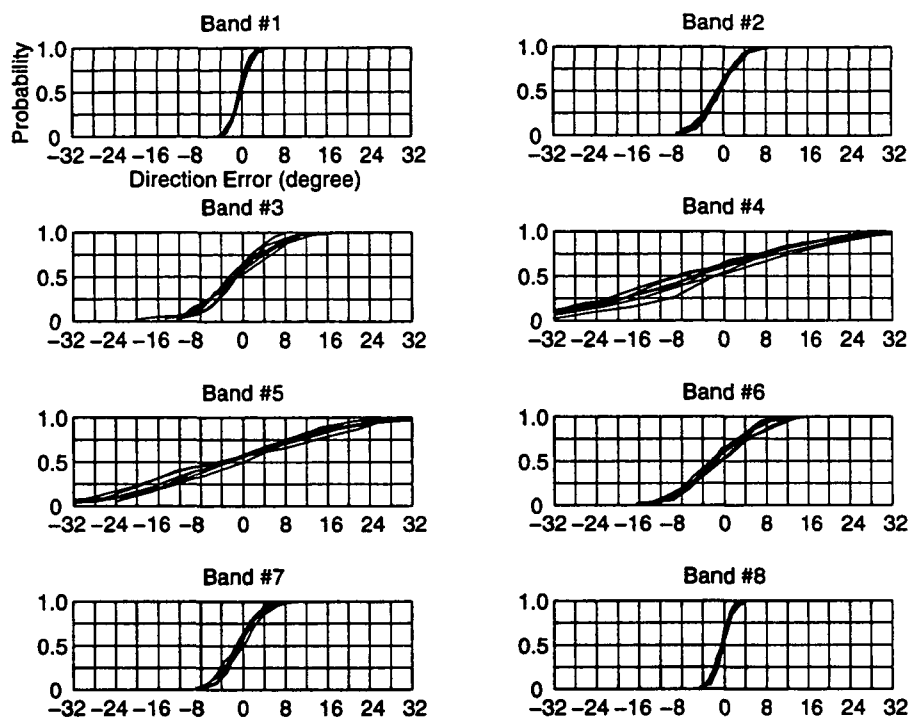 Band #1
Band #2
Probability
1.0
0.5
0
1.0
0.5
0
-32 -24 -16 -8 0 8 16 24 32
-32 -24 -16 -8 0 8 16 24 32
Direction Error (degree)
Band #3
Band #4
1.0
0.5
0
1.0
0.5
0
-32 -24 -16 -8 0 8 16 24 32
-32 -24 -16 -8 0 8 16 24 32
Band #5
Band #6
1.0
0.5
0
1.0
0.5
0
-32 -24 -16 -8 0 8 16 24 32
-32 -24 -16 -8 0 8 16 24 32
Band #7
Band #8
1.0
0.5
0
1.0
0.5
0
-32 -24 -16 -8 0 8 16 24 32
-32 -24 -16 -8 0 8 16 24 32